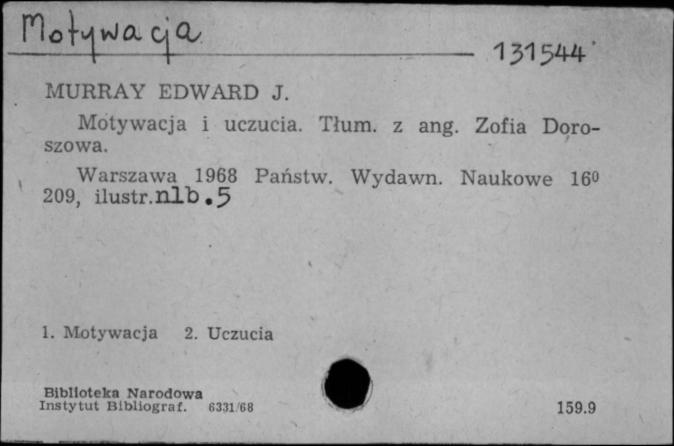 Motywacja
131544
MURRAY EDWARD J.
Motywacja i uczucia. Tłum. z ang. Zofia Doro-
szowa.
Warszawa 1968 Państw. Wydawn. Naukowe 16⁰
209, ilustr.nlb.5
1. Motywacja 2. Uczucia
Biblioteka Narodowa
Instytut Bibliograf. 6331/68
159.9